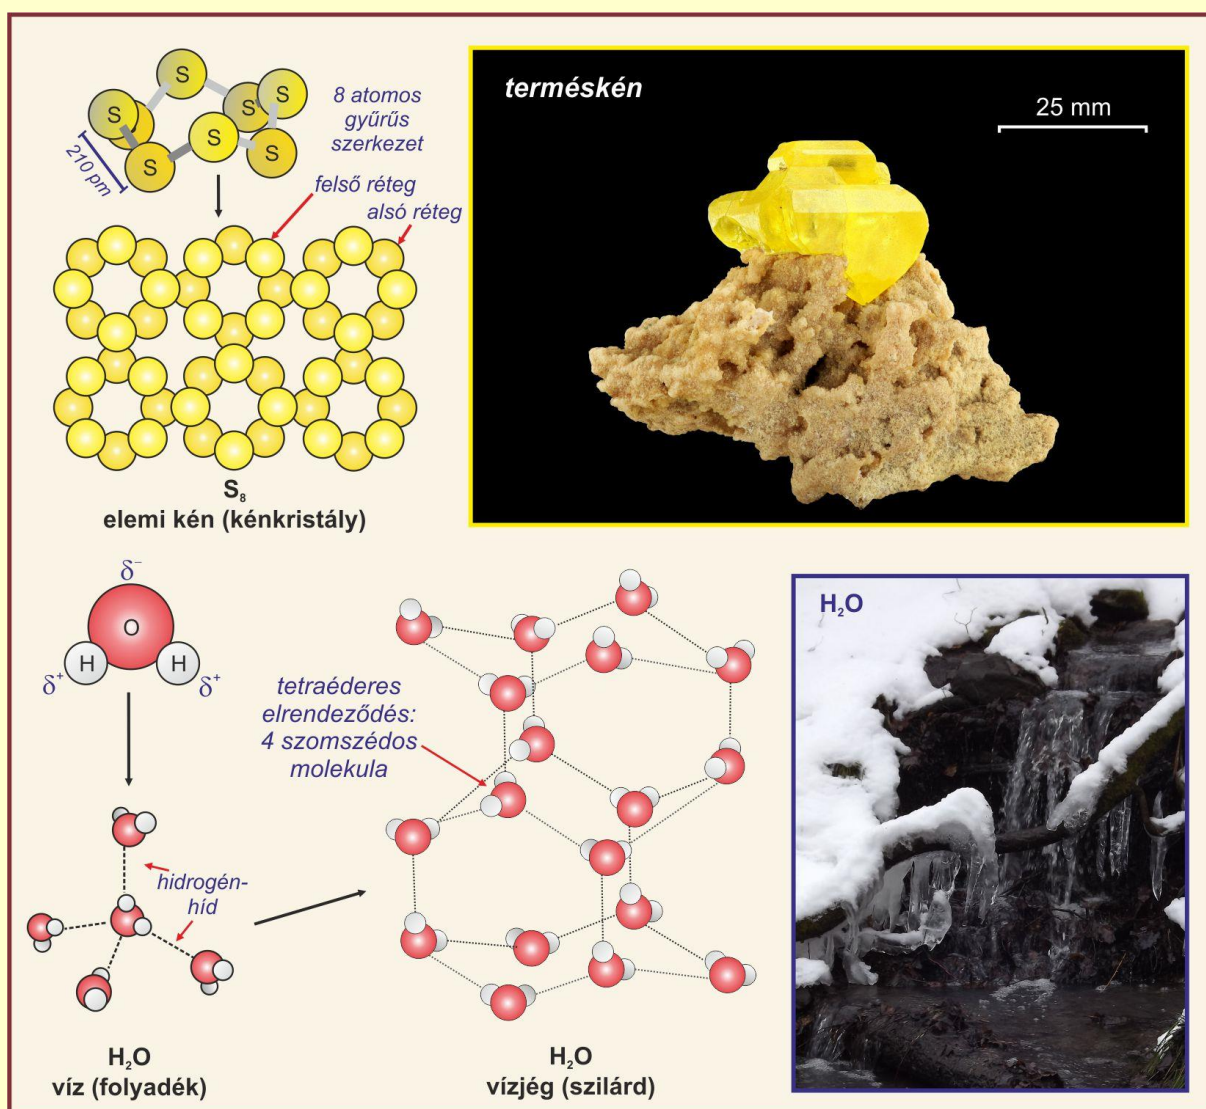 S
S
S
S
S
S
S
S
210 pm
8 atomos
gyűrűs
szerkezet
felső réteg
alsó réteg
S₈
elemi kén (kénkristály)
terméskén
25 mm
δ⁻
O
H
H
δ⁺
δ⁺
hidrogén-
híd
H₂O
víz (folyadék)
tetraéderes
elrendeződés:
4 szomszédos
molekula
H₂O
vízjég (szilárd)
H₂O